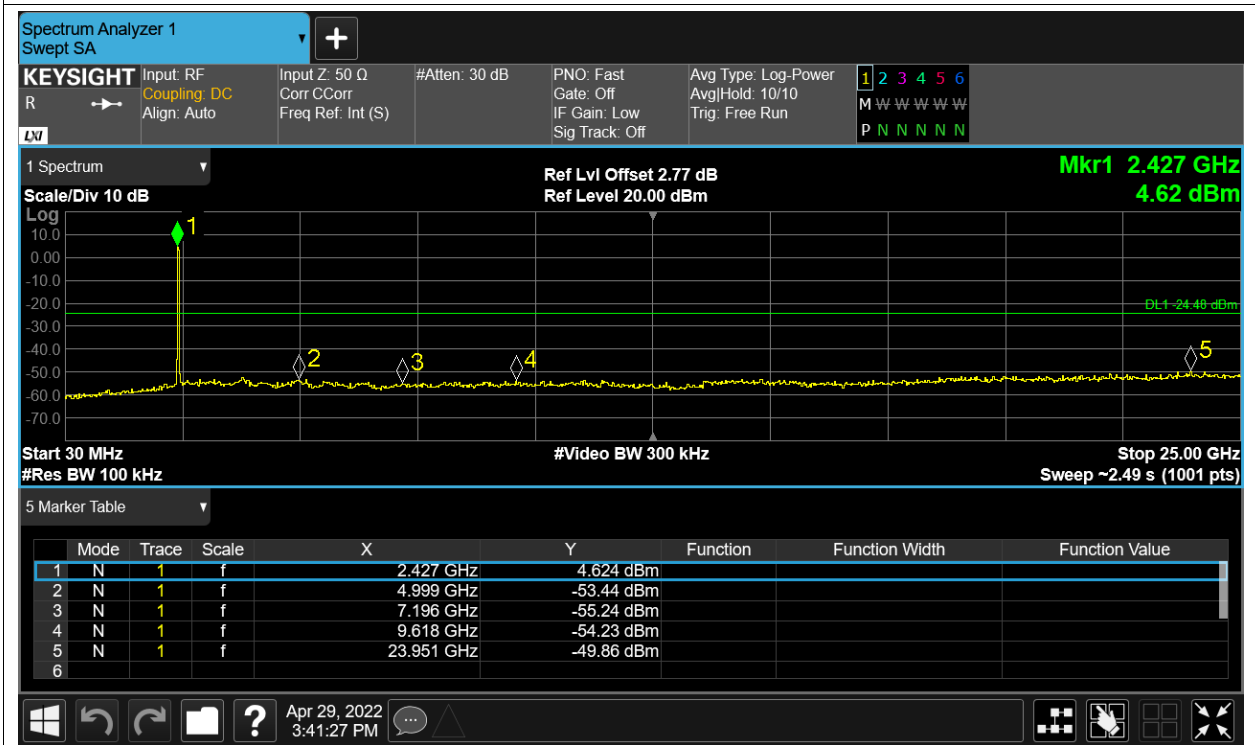 Spectrum Analyzer 1
Swept SA
+
KEYSIGHT Input: RF Input Z: 50 Ω #Atten: 30 dB PNO: Fast Avg Type: Log-Power 1 2 3 4 5 6
R Coupling: DC Corr CCorr Gate: Off Avg|Hold: 10/10 M W W W W W
Align: Auto Freq Ref: Int (S) IF Gain: Low Trig: Free Run
LXI Sig Track: Off P N N N N N
1 Spectrum Ref Lvl Offset 2.77 dB Mkr1 2.427 GHz
Scale/Div 10 dB Ref Level 20.00 dBm 4.62 dBm
Log
1
10.0
0.00
-10.0
-20.0
DL1 -24.48 dBm
-30.0
-40.0
2 3 4 5
-50.0
-60.0
-70.0
Start 30 MHz #Video BW 300 kHz Stop 25.00 GHz
#Res BW 100 kHz Sweep ~2.49 s (1001 pts)
5 Marker Table
Mode Trace Scale X Y Function Function Width Function Value
1 N 1 f 2.427 GHz 4.624 dBm
2 N 1 f 4.999 GHz -53.44 dBm
3 N 1 f 7.196 GHz -55.24 dBm
4 N 1 f 9.618 GHz -54.23 dBm
5 N 1 f 23.951 GHz -49.86 dBm
6
? Apr 29, 2022
3:41:27 PM